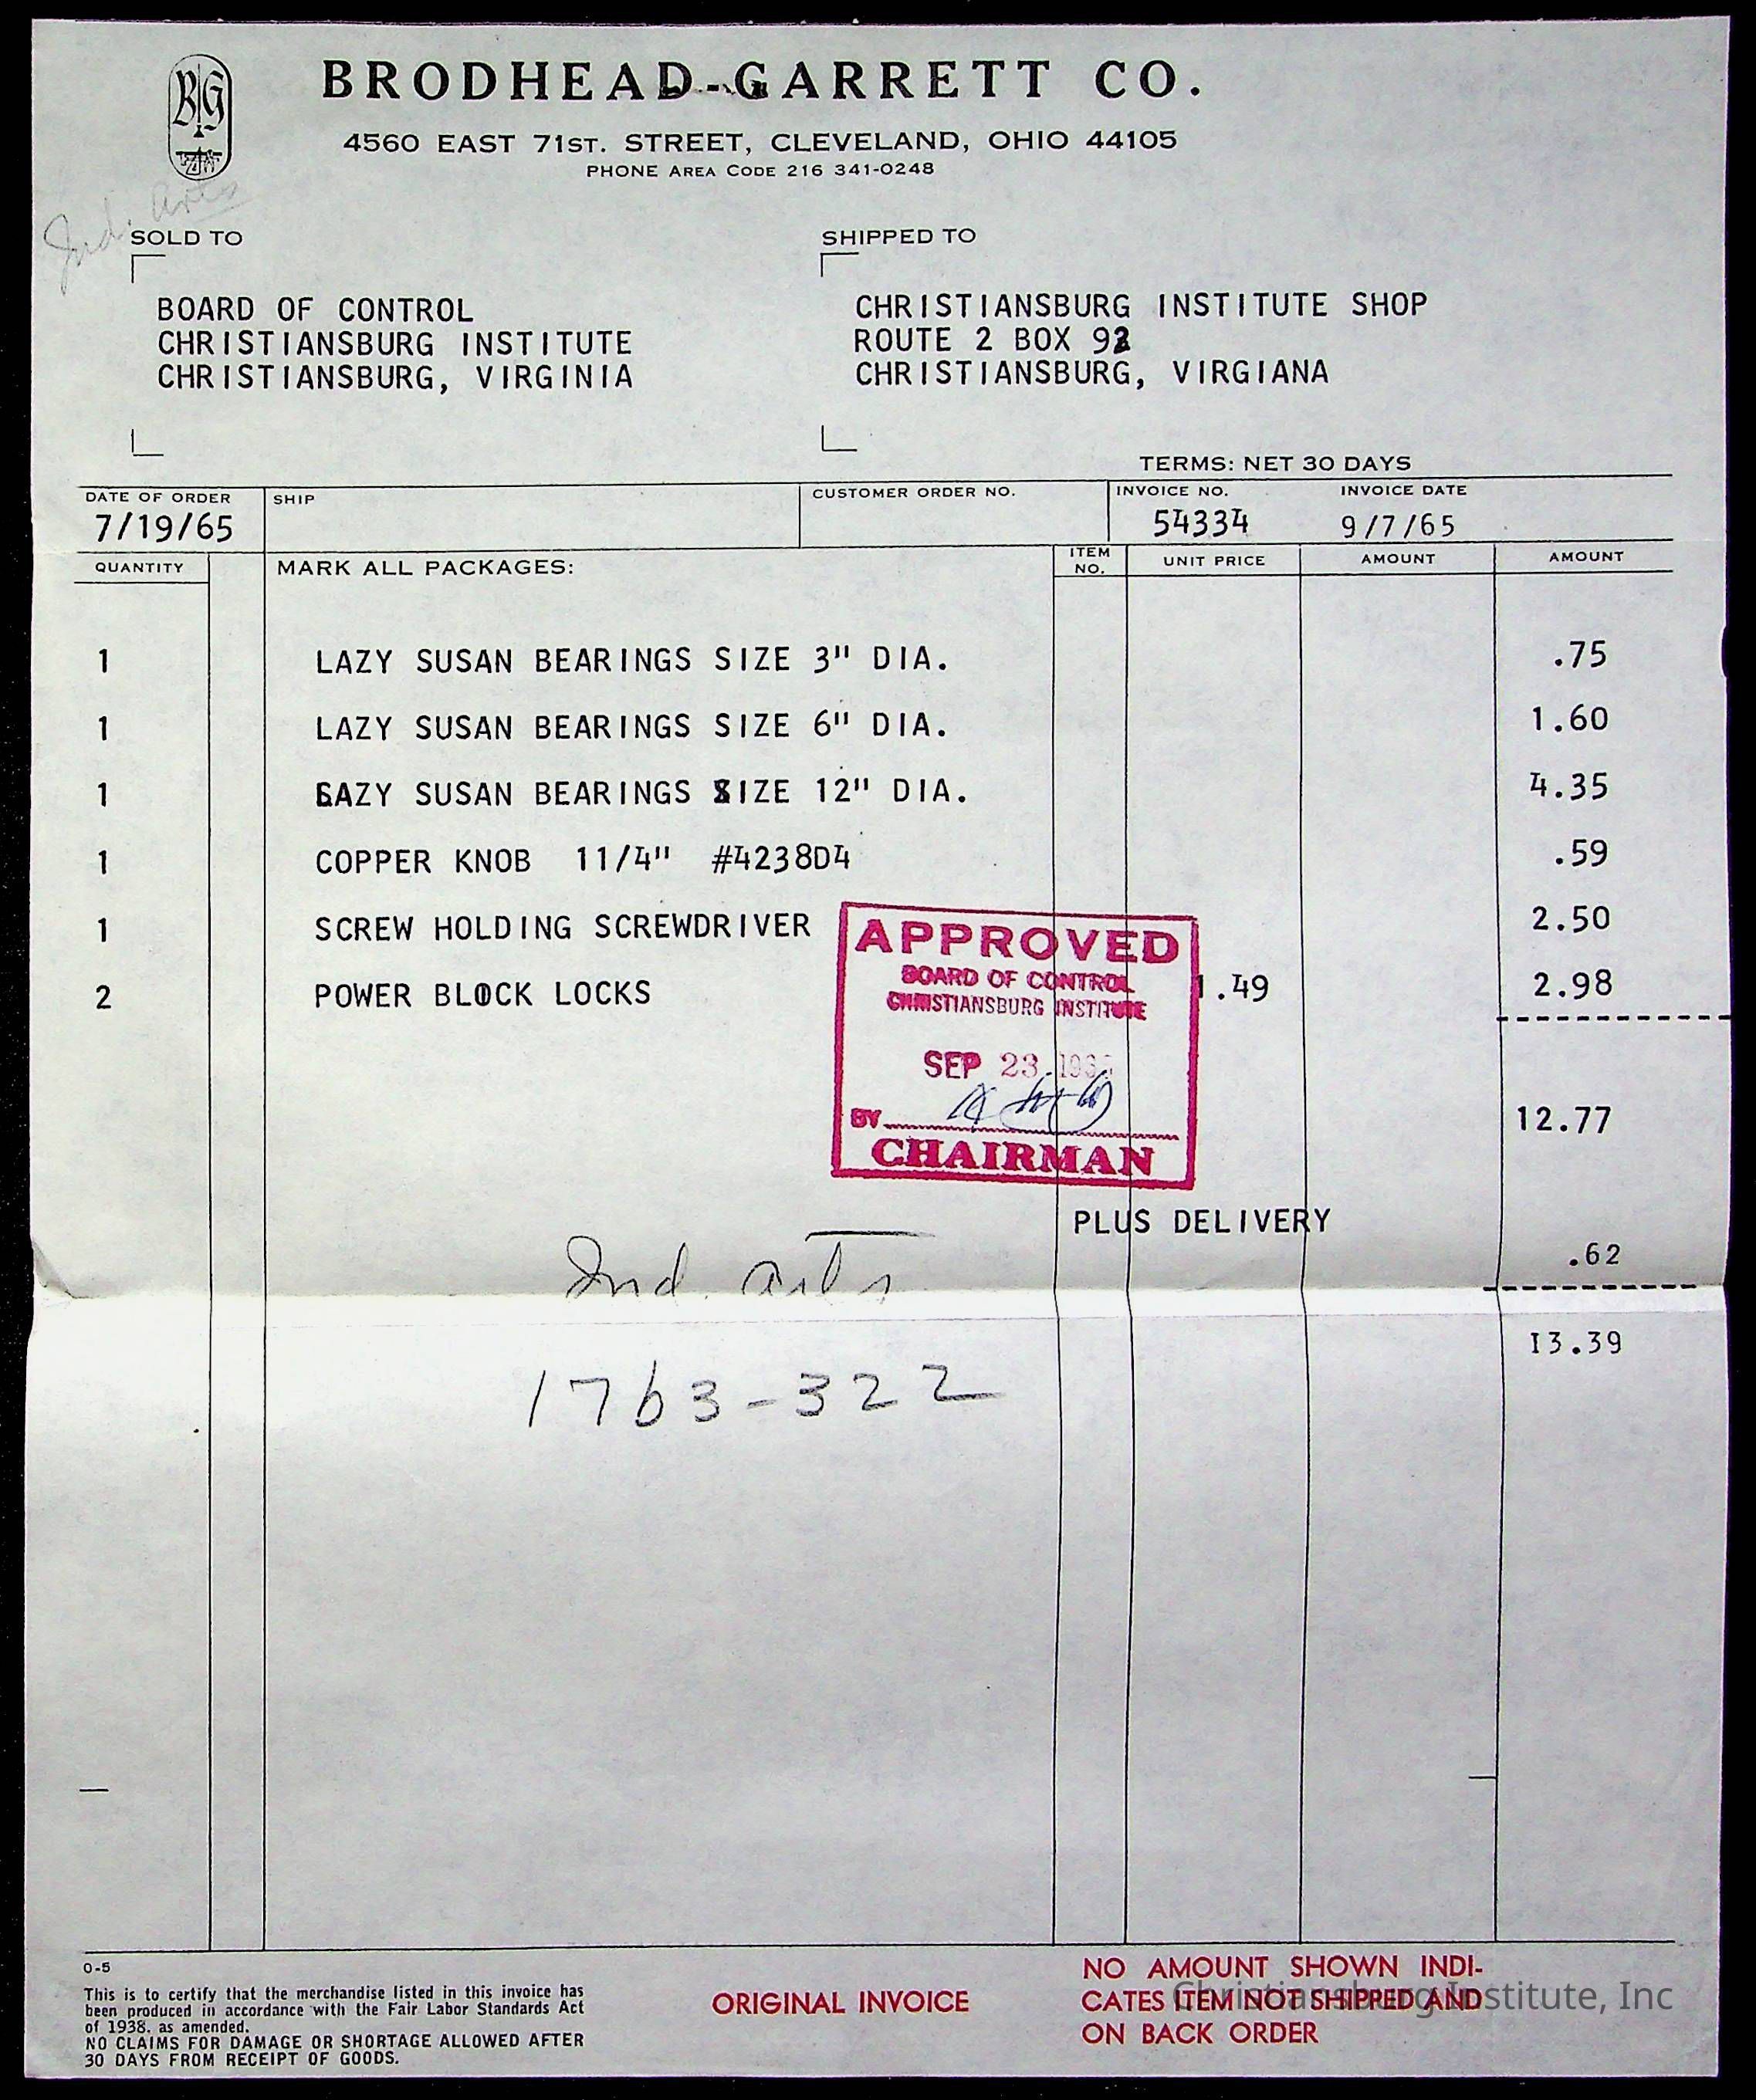 BG
BRODHEAD-GARRETT CO.
4560 EAST 71ST. STREET, CLEVELAND, OHIO 44105
PHONE AREA CODE 216 341-0248
Ind. arts
SOLD TO
BOARD OF CONTROL
CHRISTIANSBURG INSTITUTE
CHRISTIANSBURG, VIRGINIA
SHIPPED TO
CHRISTIANSBURG INSTITUTE SHOP
ROUTE 2 BOX
CHRISTIANSBURG, VIRGIANA
TERMS: NET 30 DAYS
DATE OF ORDER SHIP CUSTOMER ORDER NO. INVOICE NO. INVOICE DATE
7/19/65 54334 9/7/65
QUANTITY MARK ALL PACKAGES: ITEM NO. UNIT PRICE AMOUNT AMOUNT
1 LAZY SUSAN BEARINGS SIZE 3" DIA. .75
1 LAZY SUSAN BEARINGS SIZE 6" DIA. 1.60
1 LAZY SUSAN BEARINGS SIZE 12" DIA. 4.35
1 COPPER KNOB 11/4" #4238D4 .59
1 SCREW HOLDING SCREWDRIVER 2.50
2 POWER BLOCK LOCKS 1.49 2.98
APPROVED
BOARD OF CONTROL
CHRISTIANSBURG INSTITUTE
SEP 23
BY
CHAIRMAN
12.77
PLUS DELIVERY
.62
Ind. arts
13.39
1763-322
0-5
This is to certify that the merchandise listed in this invoice has
been produced in accordance with the Fair Labor Standards Act
of 1938. as amended.
NO CLAIMS FOR DAMAGE OR SHORTAGE ALLOWED AFTER
30 DAYS FROM RECEIPT OF GOODS.
ORIGINAL INVOICE
NO AMOUNT SHOWN INDI-
CATES ITEM NOT SHIPPED AND
ON BACK ORDER
Christiansburg Institute, Inc